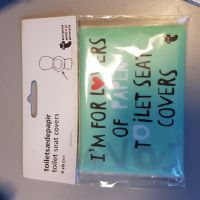 toiletsædepapir
toilet seat covers
I'M FOR LOVERS
OF PAPER
TOILET SEAT
COVERS